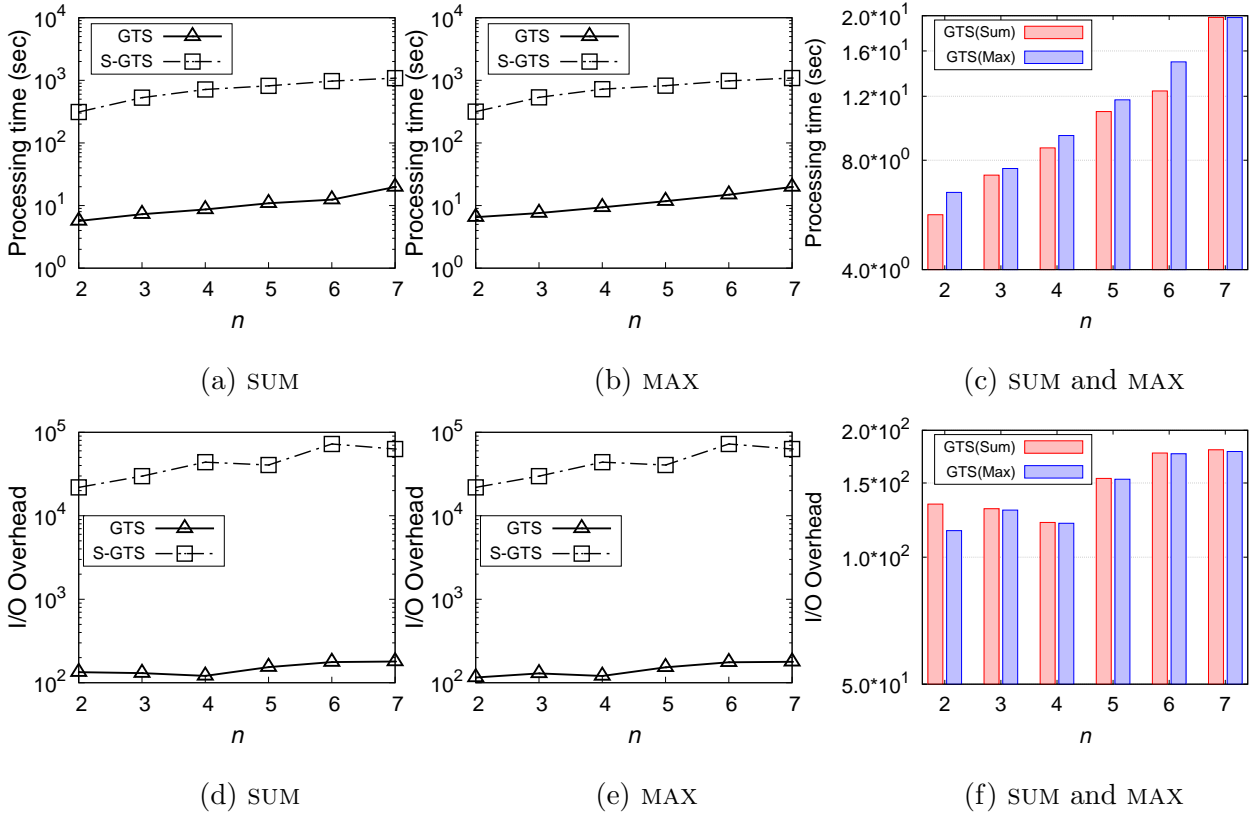 10^4
10^3
10^2
10^1
10^0
Processing time (sec)
GTS
S-GTS
2 3 4 5 6 7
n
(a) SUM
10^4
10^3
10^2
10^1
10^0
Processing time (sec)
GTS
S-GTS
2 3 4 5 6 7
n
(b) MAX
2.0*10^1
1.6*10^1
1.2*10^1
8.0*10^0
4.0*10^0
Processing time (sec)
GTS(Sum)
GTS(Max)
2 3 4 5 6 7
n
(c) SUM and MAX
10^5
10^4
10^3
10^2
I/O Overhead
GTS
S-GTS
2 3 4 5 6 7
n
(d) SUM
10^5
10^4
10^3
10^2
I/O Overhead
GTS
S-GTS
2 3 4 5 6 7
n
(e) MAX
2.0*10^2
1.5*10^2
1.0*10^2
5.0*10^1
I/O Overhead
GTS(Sum)
GTS(Max)
2 3 4 5 6 7
n
(f) SUM and MAX